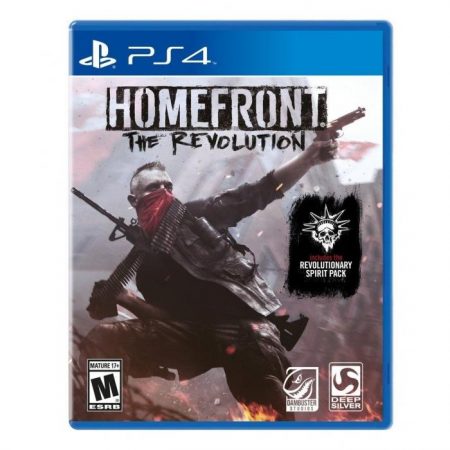 PS4
HOMEFRONT
THE REVOLUTION
includes the
REVOLUTIONARY
SPIRIT PACK
MATURE 17+
M
ESRB
DAMBUSTER
STUDIOS
DEEP
SILVER